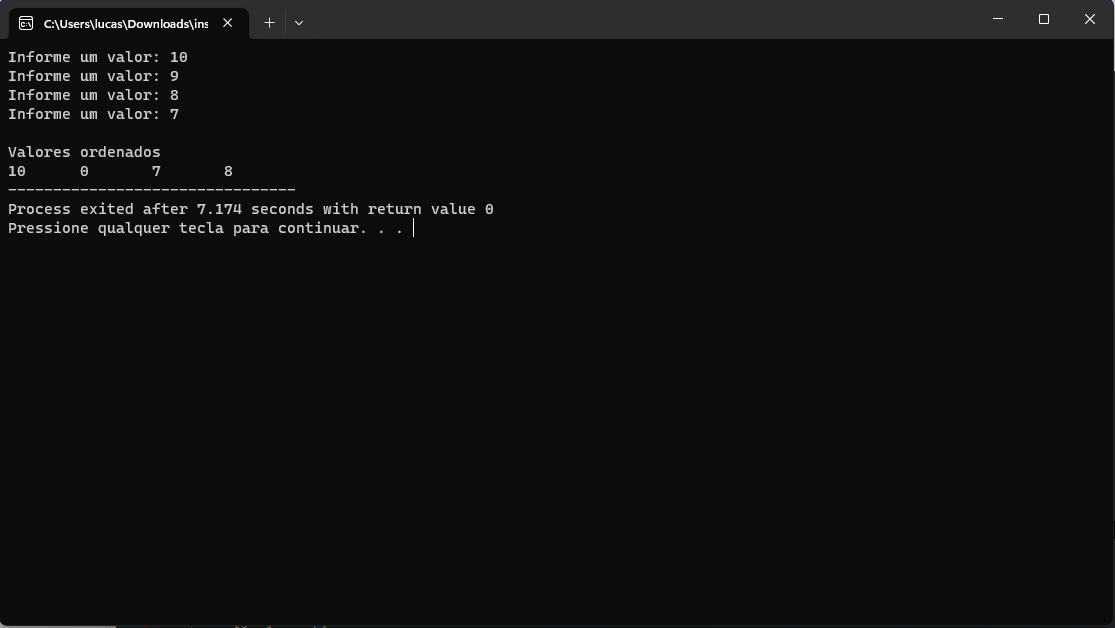 C:\Users\lucas\Downloads\ins
Informe um valor: 10
Informe um valor: 9
Informe um valor: 8
Informe um valor: 7
Valores ordenados
10 0 7 8
--------------------------------
Process exited after 7.174 seconds with return value 0
Pressione qualquer tecla para continuar. . .